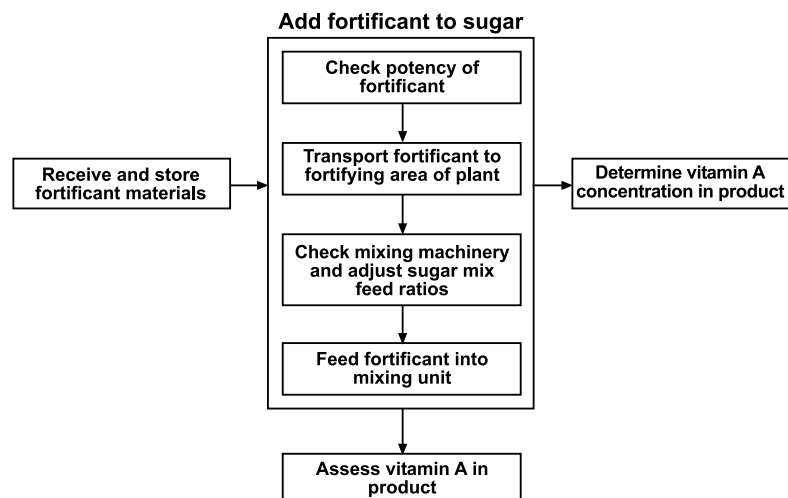 Add fortificant to sugar
Check potency of
fortificant
Transport fortificant to
fortifying area of plant
Receive and store
fortificant materials
Determine vitamin A
concentration in product
Check mixing machinery
and adjust sugar mix
feed ratios
Feed fortificant into
mixing unit
Assess vitamin A in
product